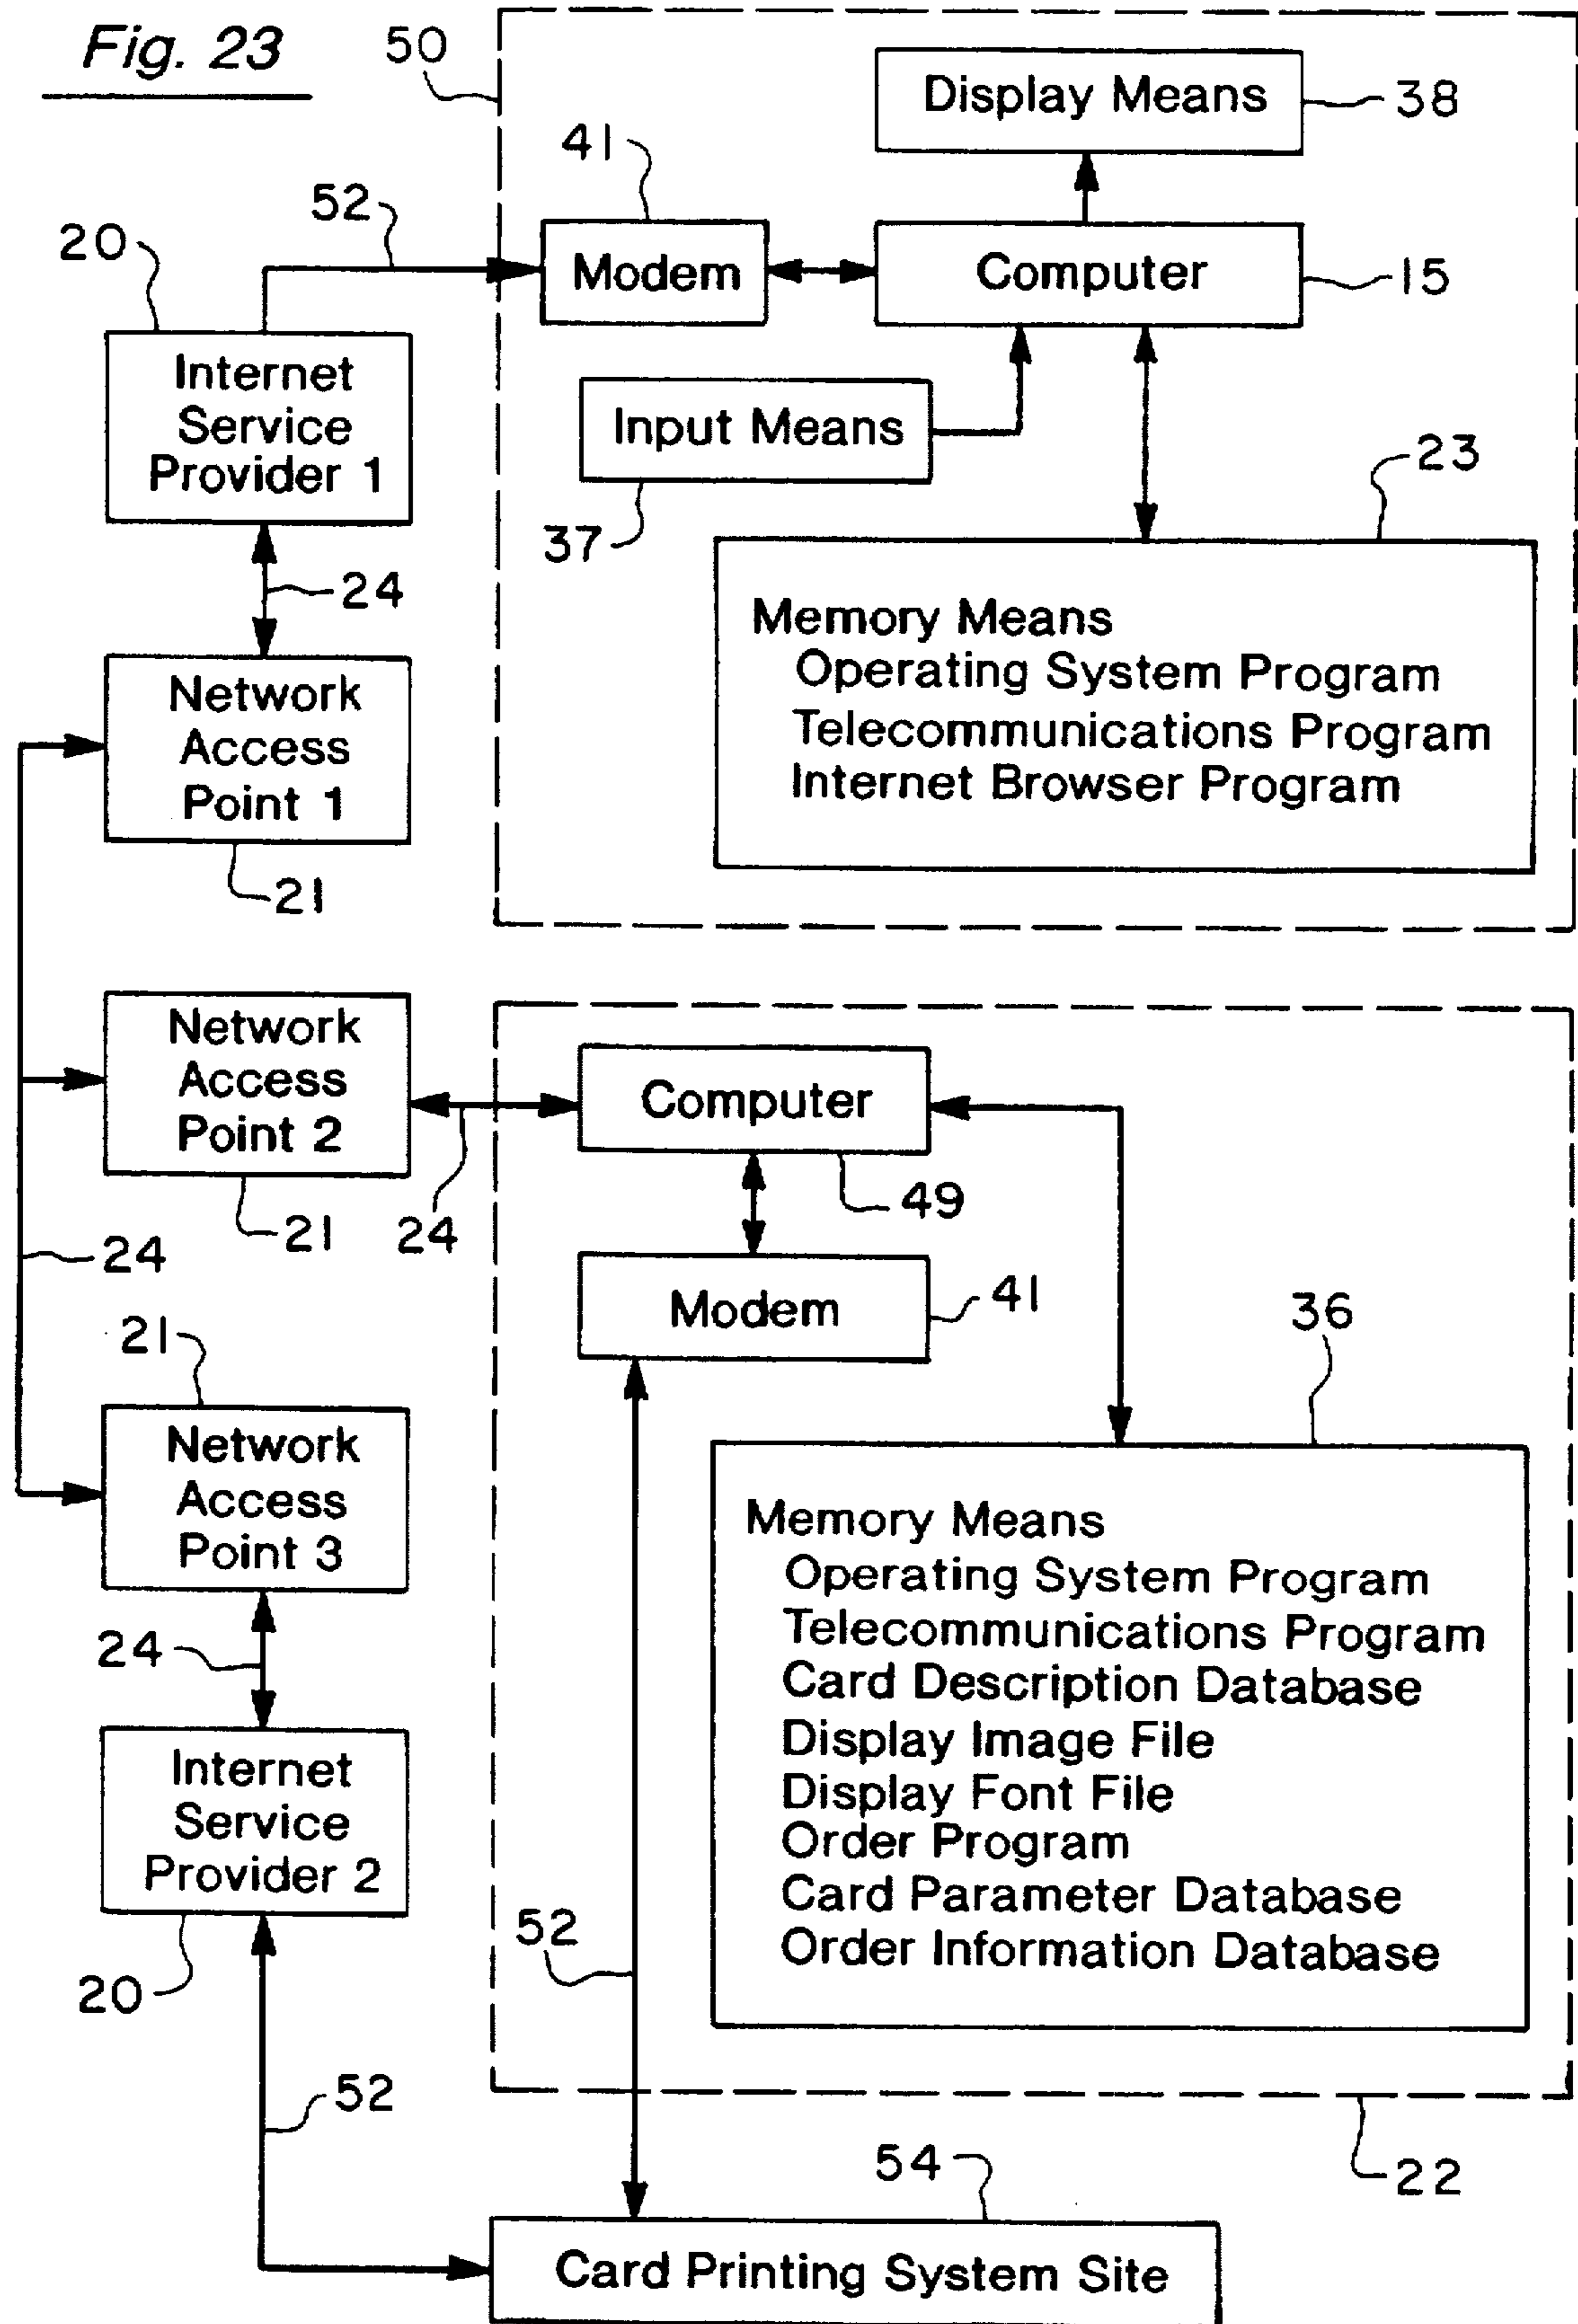 Fig. 23
50
Display Means
38
41
52
20
Modem
Computer
15
Internet
Service
Provider 1
Input Means
23
37
24
Memory Means
Operating System Program
Telecommunications Program
Internet Browser Program
Network
Access
Point 1
21
Network
Access
Point 2
Computer
49
21
24
24
Modem
41
36
21
Network
Access
Point 3
Memory Means
Operating System Program
Telecommunications Program
Card Description Database
Display Image File
Display Font File
Order Program
Card Parameter Database
Order Information Database
24
Internet
Service
Provider 2
52
20
52
54
22
Card Printing System Site